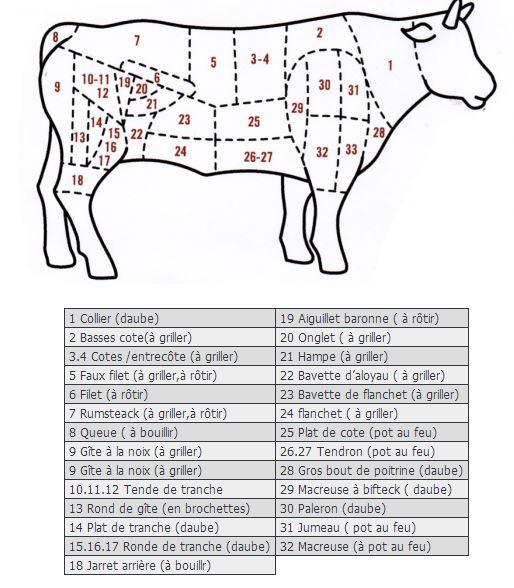 8
7
2
5
3-4
1
9
10-11
12
19
6
20
21
30
31
29
14
13
15
16
17
22
23
25
28
24
26-27
32
33
18
1 Collier (daube)
2 Basses cote(à griller)
3.4 Cotes /entrecôte (à griller)
5 Faux filet (à griller,à rôtir)
6 Filet (à rôtir)
7 Rumsteack (à griller,à rôtir)
8 Queue ( à bouillir)
9 Gîte à la noix (à griller)
9 Gîte à la noix (à griller)
10.11.12 Tende de tranche
13 Rond de gîte (en brochettes)
14 Plat de tranche (daube)
15.16.17 Ronde de tranche (daube)
18 Jarret arrière (à bouillr)
19 Aiguillet baronne ( à rôtir)
20 Onglet ( à griller)
21 Hampe (à griller)
22 Bavette d’aloyau ( à griller)
23 Bavette de flanchet (à griller)
24 flanchet ( à griller)
25 Plat de cote (pot au feu)
26.27 Tendron (pot au feu)
28 Gros bout de poitrine (daube)
29 Macreuse à bifteck ( daube)
30 Paleron (daube)
31 Jumeau ( pot au feu)
32 Macreuse (à pot au feu)